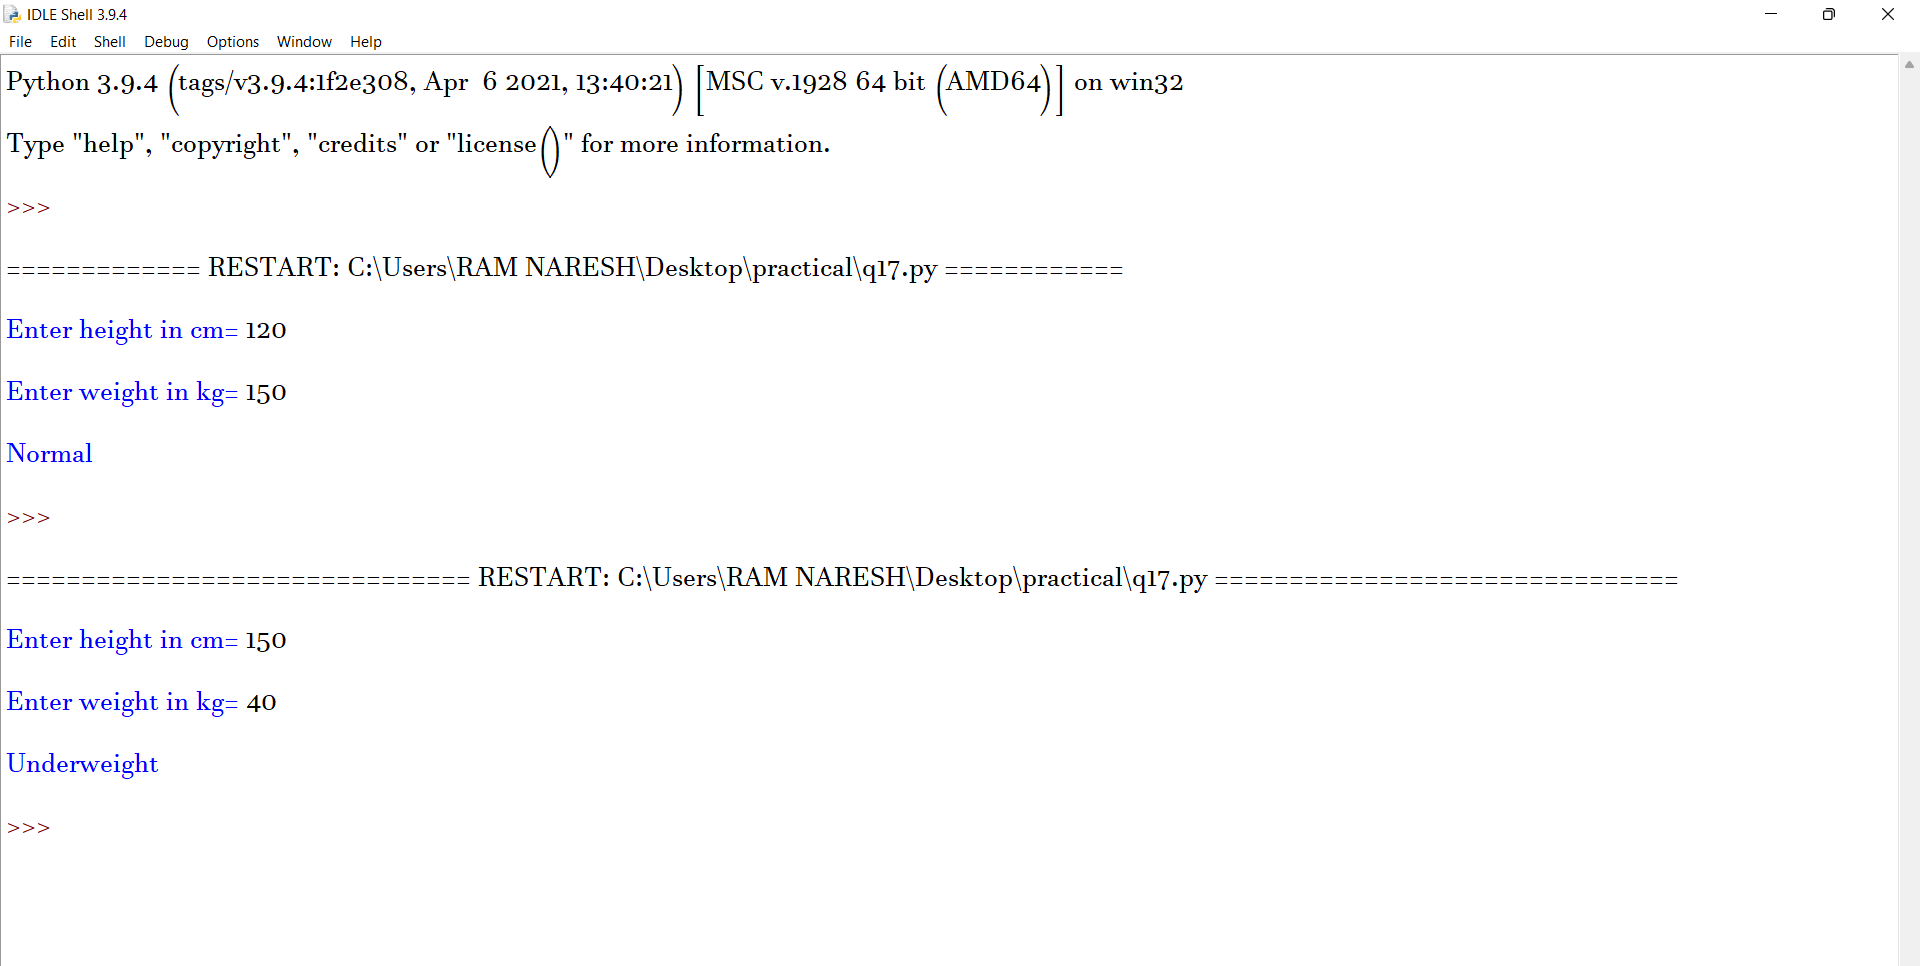 IDLE Shell 3.9.4
File Edit Shell Debug Options Window Help
Python 3.9.4 (tags/v3.9.4:1f2e308, Apr  6 2021, 13:40:21) [MSC v.1928 64 bit (AMD64)] on win32
Type "help", "copyright", "credits" or "license()" for more information.
>>>
============= RESTART: C:\Users\RAM NARESH\Desktop\practical\q17.py ============
Enter height in cm= 120
Enter weight in kg= 150
Normal
>>>
=============================== RESTART: C:\Users\RAM NARESH\Desktop\practical\q17.py ===============================
Enter height in cm= 150
Enter weight in kg= 40
Underweight
>>>